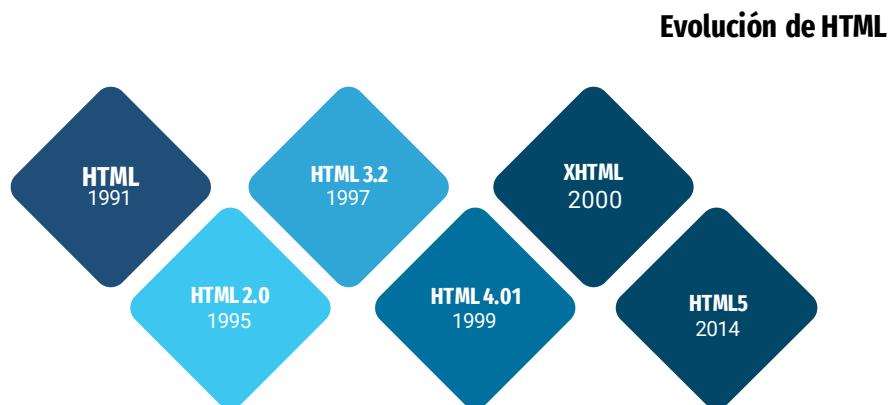 Evolución de HTML
HTML
1991
HTML 2.0
1995
HTML 3.2
1997
HTML 4.01
1999
XHTML
2000
HTML5
2014